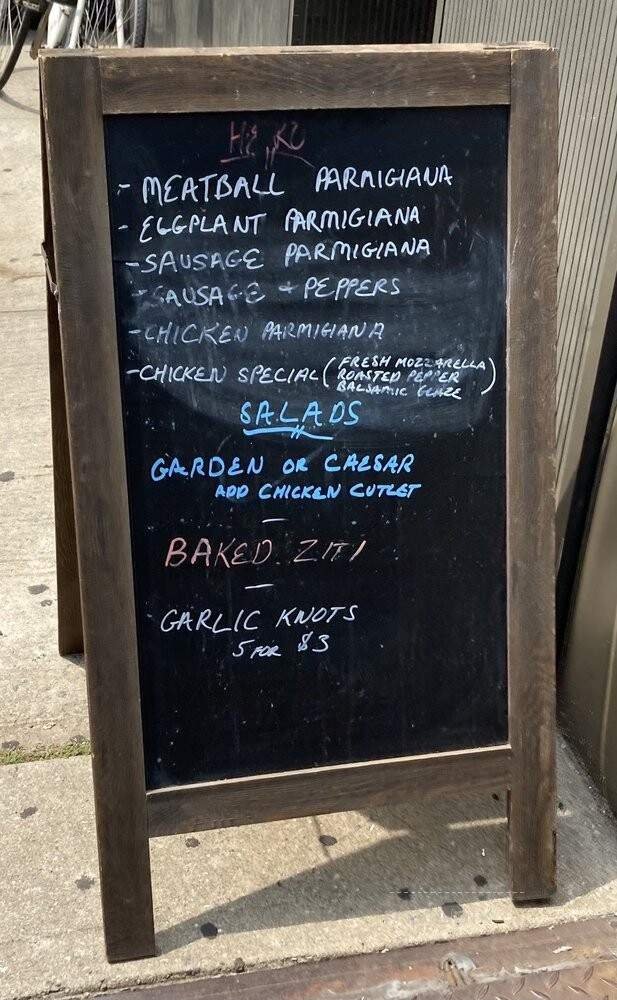 - MEATBALL PARMIGIANA
- EGGPLANT PARMIGIANA
- SAUSAGE PARMIGIANA
- SAUSAGE + PEPPERS
- CHICKEN PARMIGIANA
- CHICKEN SPECIAL (FRESH MOZZARELLA
ROASTED PEPPER
BALSAMIC GLAZE)
SALADS
GARDEN OR CAESAR
ADD CHICKEN CUTLET
—
BAKED ZITI
—
GARLIC KNOTS
5 FOR $3